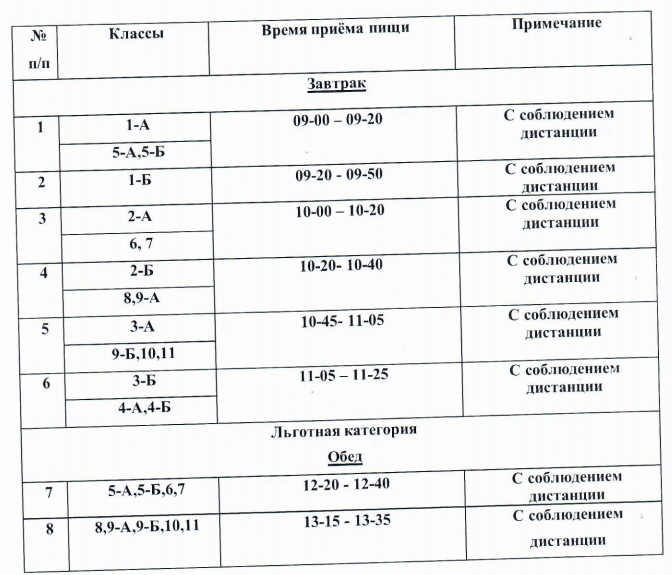 № п/п Классы Время приёма пищи Примечание
Завтрак
1 1-А 09-00 – 09-20 С соблюдением дистанции
5-А,5-Б
2 1-Б 09-20 - 09-50 С соблюдением дистанции
3 2-А 10-00 – 10-20 С соблюдением дистанции
6, 7
4 2-Б 10-20- 10-40 С соблюдением дистанции
8,9-А
5 3-А 10-45- 11-05 С соблюдением дистанции
9-Б,10,11
6 3-Б 11-05 – 11-25 С соблюдением дистанции
4-А,4-Б
Льготная категория
Обед
7 5-А,5-Б,6,7 12-20 - 12-40 С соблюдением дистанции
8 8,9-А,9-Б,10,11 13-15 - 13-35 С соблюдением дистанции